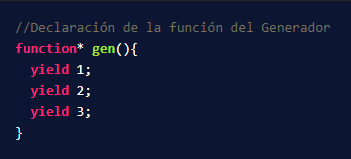 //Declaración de la función del Generador
function* gen(){
  yield 1;
  yield 2;
  yield 3;
}